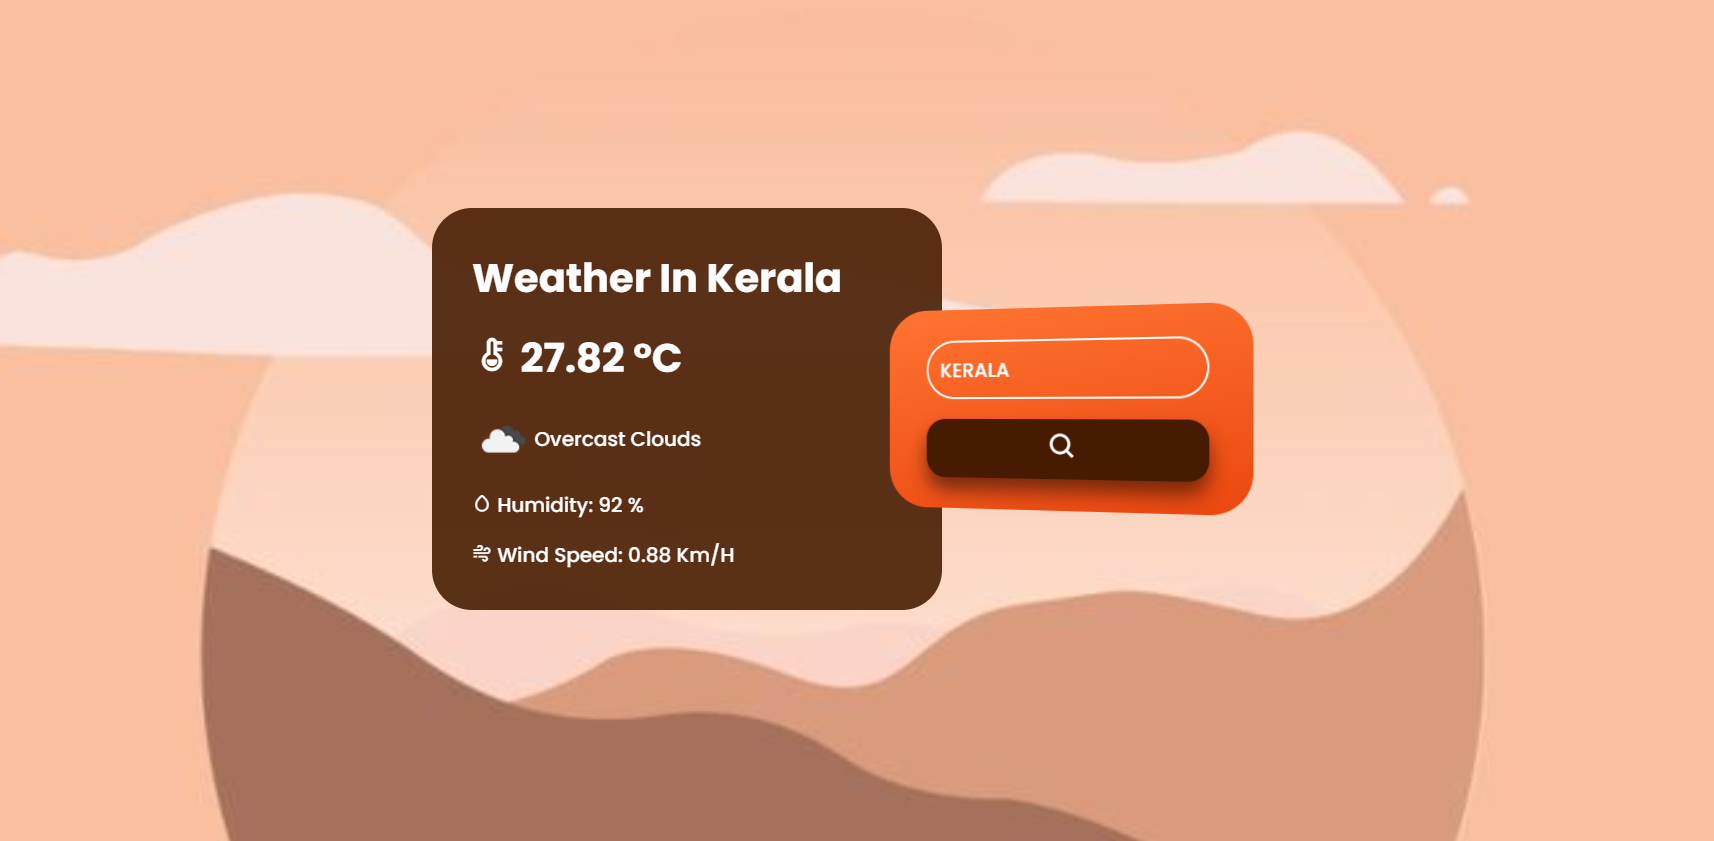 Weather In Kerala
27.82 °C
Overcast Clouds
Humidity: 92 %
Wind Speed: 0.88 Km/H
KERALA